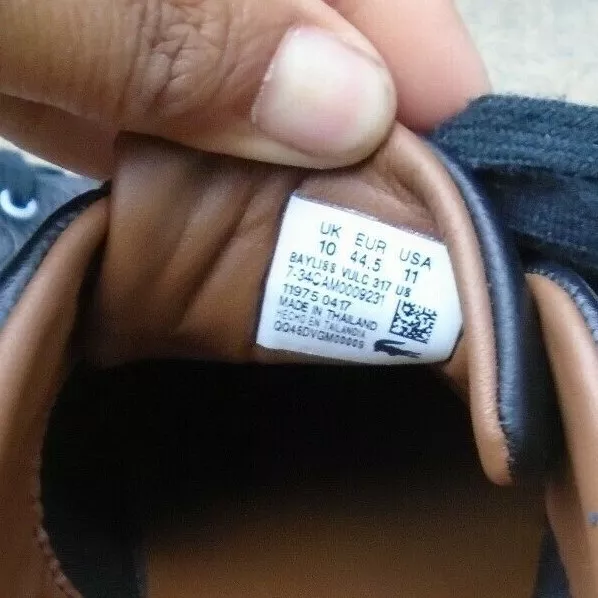 UK EUR USA
10 44.5 11
BAYLISS VULC 317 US
7-34CAM0009231
11975 0417
MADE IN THAILAND
HECHO EN TAILANDIA
QQ45DVGM00009